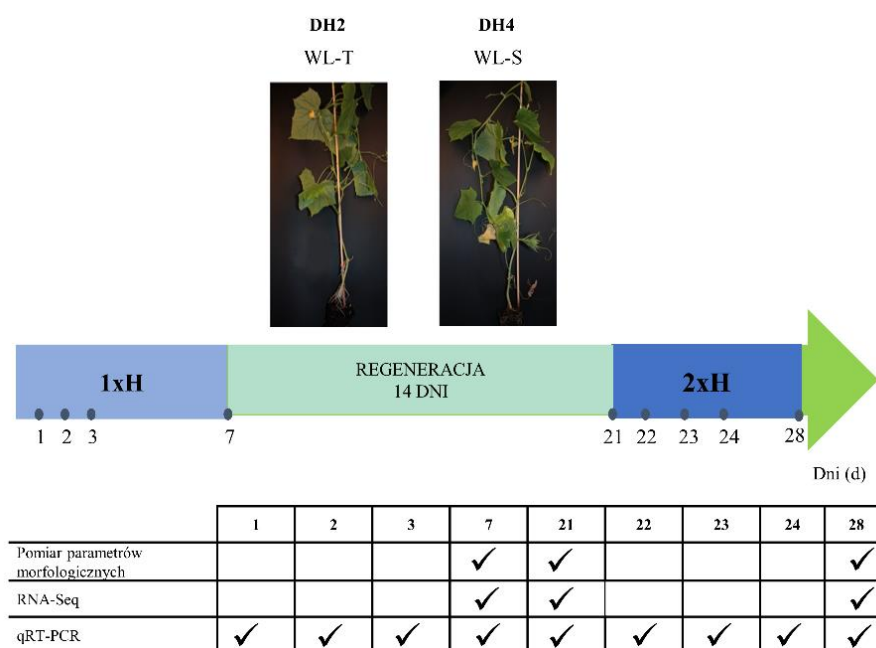 DH2 DH4
WL-T WL-S
1xH REGENERACJA 2xH
14 DNI
1 2 3 7 21 22 23 24 28
Dni (d)
1 2 3 7 21 22 23 24 28
Pomiar parametrów
morfologicznych ✓ ✓ ✓
RNA-Seq ✓ ✓ ✓
qRT-PCR ✓ ✓ ✓ ✓ ✓ ✓ ✓ ✓ ✓